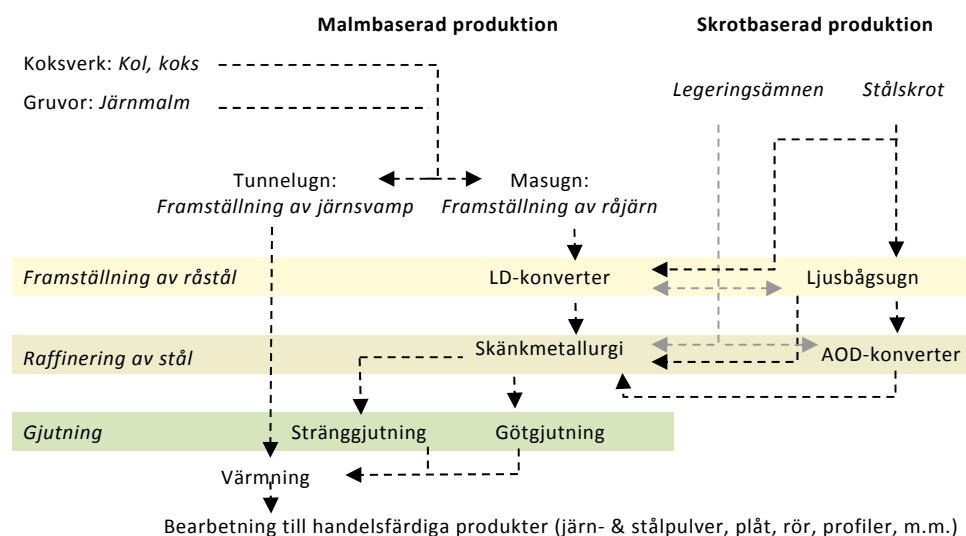 Malmbaserad produktion
Skrotbaserad produktion
Koksverk: Kol, koks
Gruvor: Järnmalm
Legeringsämnen
Stålskrot
Tunnelugn:
Framställning av järnsvamp
Masugn:
Framställning av råjärn
Framställning av råstål
LD-konverter
Ljusbågsugn
Raffinering av stål
Skänkmetallurgi
AOD-konverter
Gjutning
Stränggjutning
Götgjutning
Värmning
Bearbetning till handelsfärdiga produkter (järn- & stålpulver, plåt, rör, profiler, m.m.)